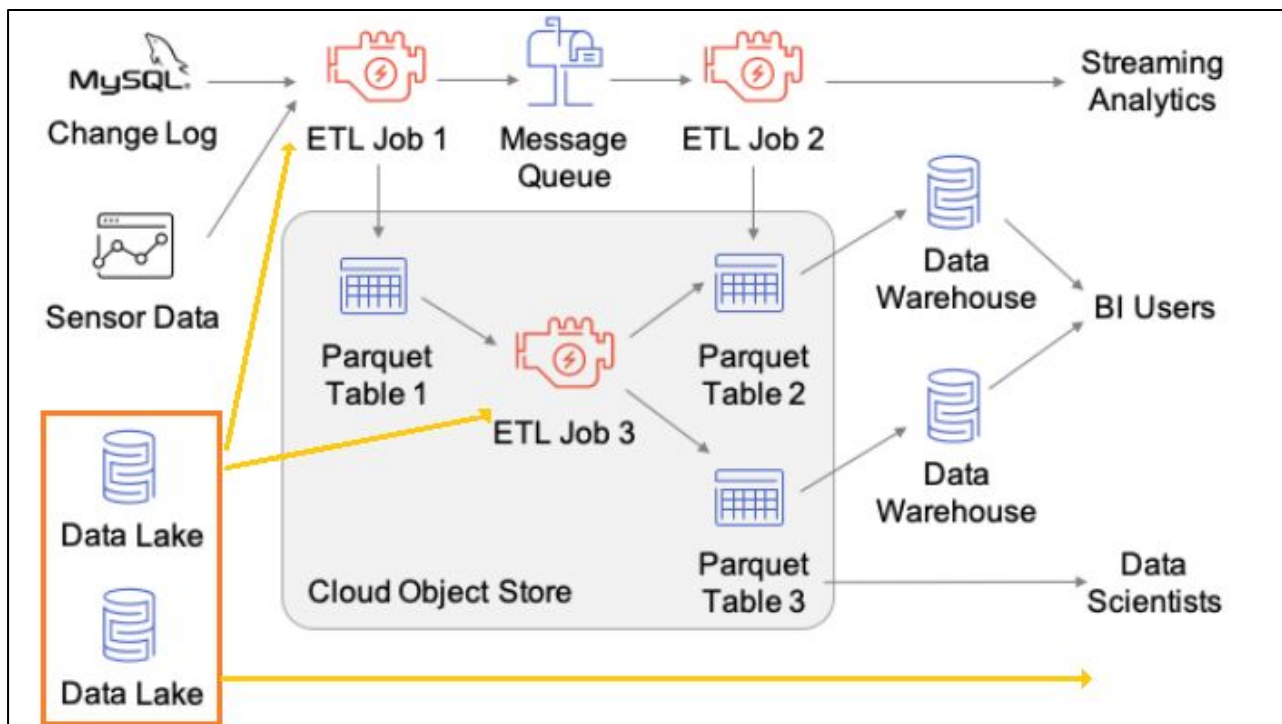 MySQL
Change Log
ETL Job 1
Message
Queue
ETL Job 2
Streaming
Analytics
Sensor Data
Parquet
Table 1
ETL Job 3
Parquet
Table 2
Data
Warehouse
BI Users
Data
Warehouse
Data Lake
Data Lake
Cloud Object Store
Parquet
Table 3
Data
Scientists